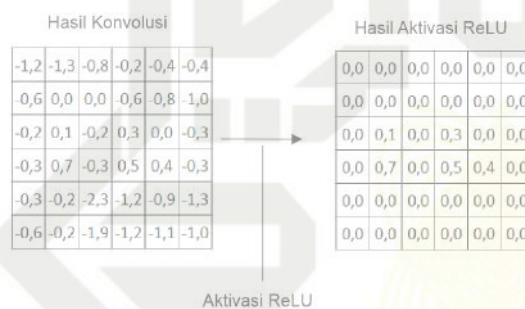 Hasil Konvolusi
-1,2 -1,3 -0,8 -0,2 -0,4 -0,4
-0,6 0,0 0,0 -0,6 -0,8 -1,0
-0,2 0,1 -0,2 0,3 0,0 -0,3
-0,3 0,7 -0,3 0,5 0,4 -0,3
-0,3 -0,2 -2,3 -1,2 -0,9 -1,3
-0,6 -0,2 -1,9 -1,2 -1,1 -1,0
Hasil Aktivasi ReLU
0,0 0,0 0,0 0,0 0,0 0,0
0,0 0,0 0,0 0,0 0,0 0,0
0,0 0,1 0,0 0,3 0,0 0,0
0,0 0,7 0,0 0,5 0,4 0,0
0,0 0,0 0,0 0,0 0,0 0,0
0,0 0,0 0,0 0,0 0,0 0,0
Aktivasi ReLU